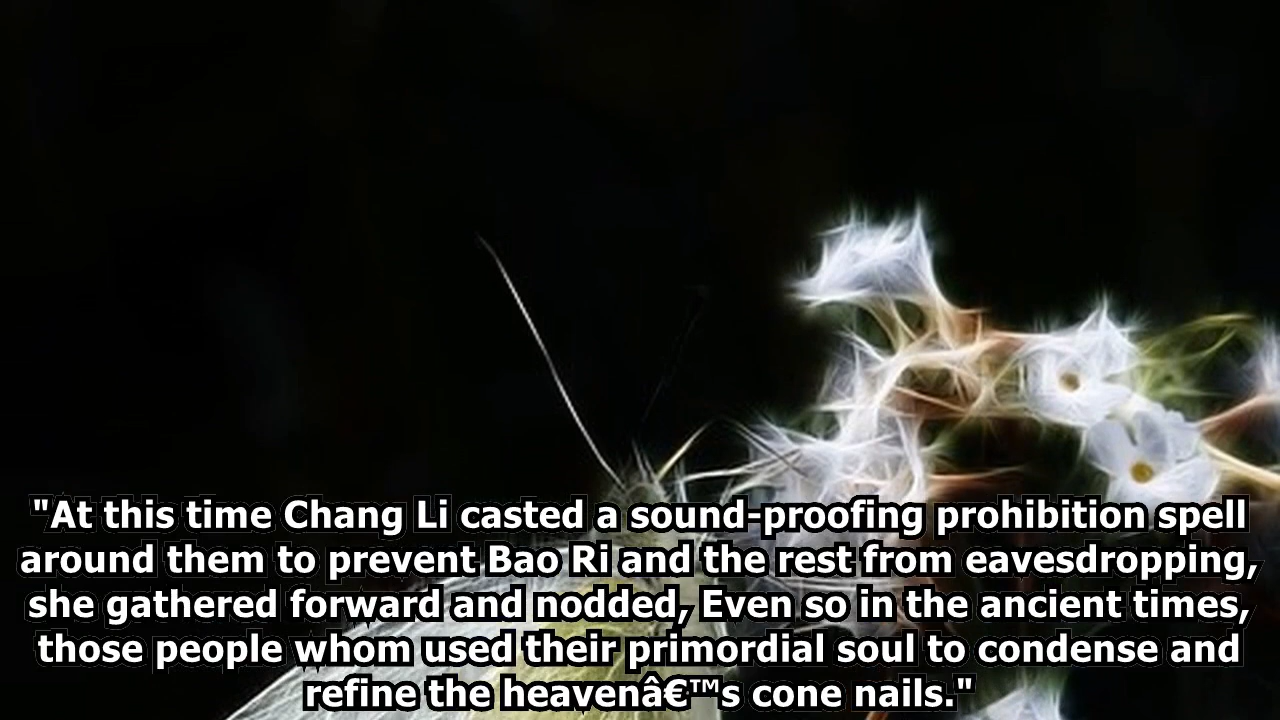 "At this time Chang Li casted a sound-proofing prohibition spell
around them to prevent Bao Ri and the rest from eavesdropping,
she gathered forward and nodded, Even so in the ancient times,
those people whom used their primordial soul to condense and
refine the heavenâ€™s cone nails."